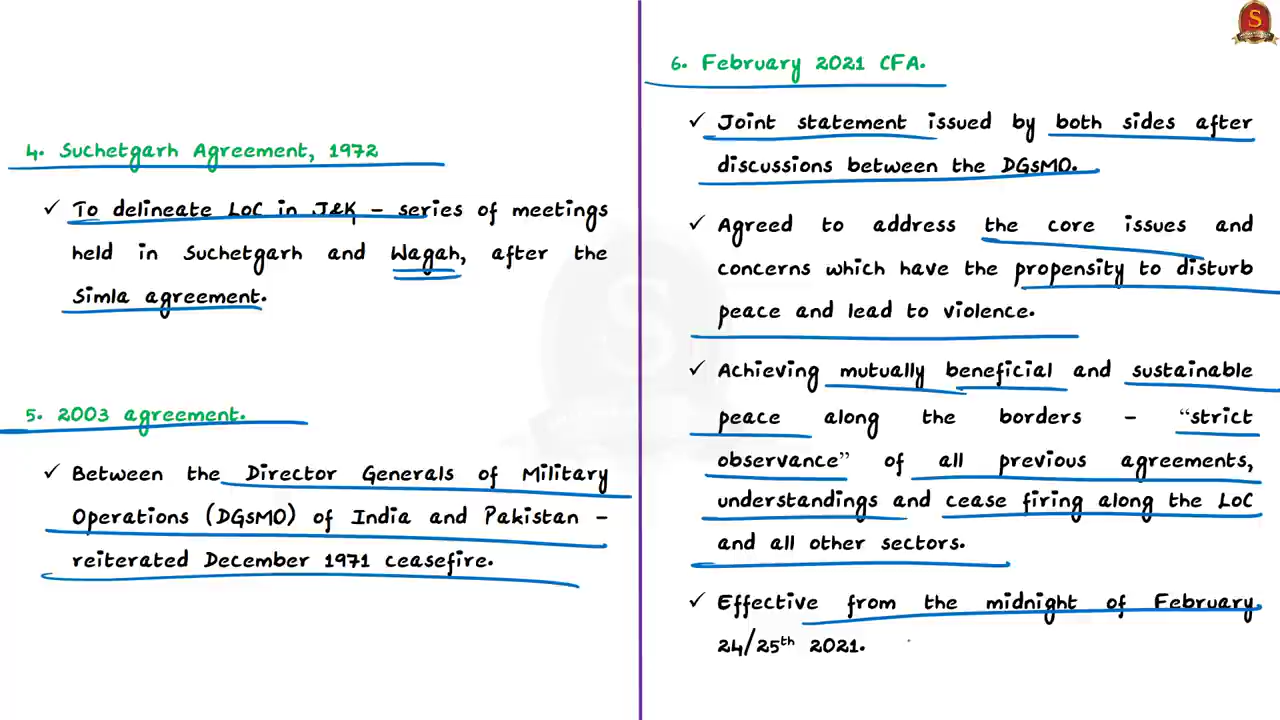 4. Suchetgarh Agreement, 1972
✓ To delineate LoC in J&K – series of meetings
held in Suchetgarh and Wagah, after the
Simla agreement.
5. 2003 agreement.
✓ Between the Director Generals of Military
Operations (DGsMO) of India and Pakistan –
reiterated December 1971 ceasefire.
6. February 2021 CFA.
✓ Joint statement issued by both sides after
discussions between the DGsMO.
✓ Agreed to address the core issues and
concerns which have the propensity to disturb
peace and lead to violence.
✓ Achieving mutually beneficial and sustainable
peace along the borders – “strict
observance” of all previous agreements,
understandings and cease firing along the LoC
and all other sectors.
✓ Effective from the midnight of February
24/25th 2021.
S